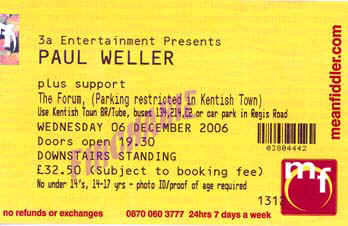 3a Entertainment Presents
PAUL WELLER
plus support
The Forum, (Parking restricted in Kentish Town)
Use Kentish Town BR/Tube, buses 134,214,C2 or car park in Regis Road
WEDNESDAY 06 DECEMBER 2006
Doors open 19.30
DOWNSTAIRS STANDING
£32.50 (Subject to booking fee)
No under 14's, 14-17 yrs - photo ID/proof of age required
1312
no refunds or exchanges 0870 060 3777 24hrs 7 days a week
meanfiddler.com
03804442
mf